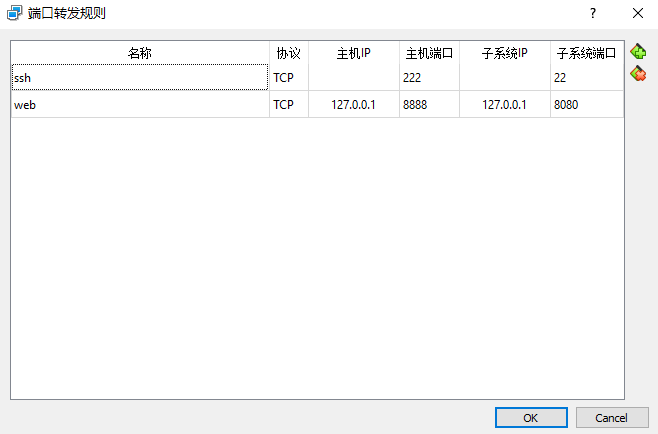 端口转发规则
名称 协议 主机IP 主机端口 子系统IP 子系统端口
ssh TCP 222 22
web TCP 127.0.0.1 8888 127.0.0.1 8080
OK Cancel